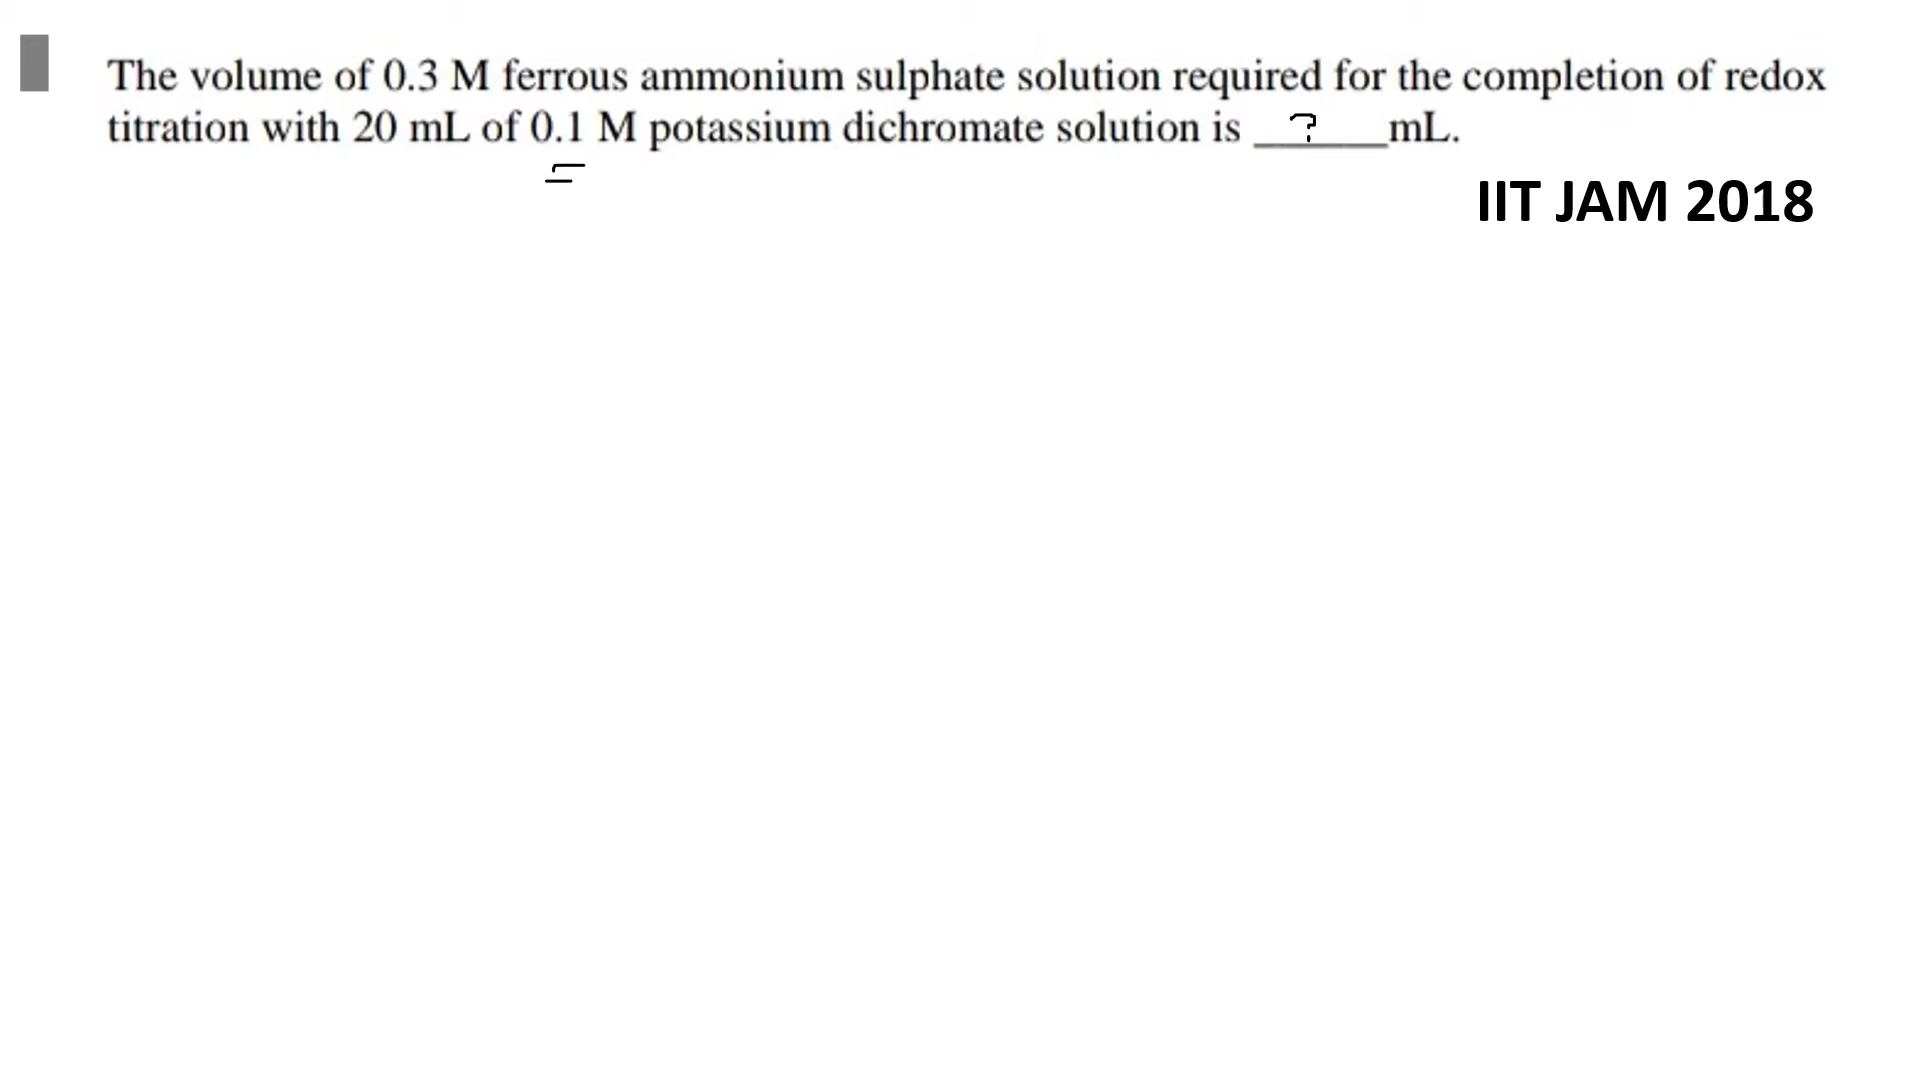 The volume of 0.3 M ferrous ammonium sulphate solution required for the completion of redox
titration with 20 mL of 0.1 M potassium dichromate solution is ___?___mL.
IIT JAM 2018